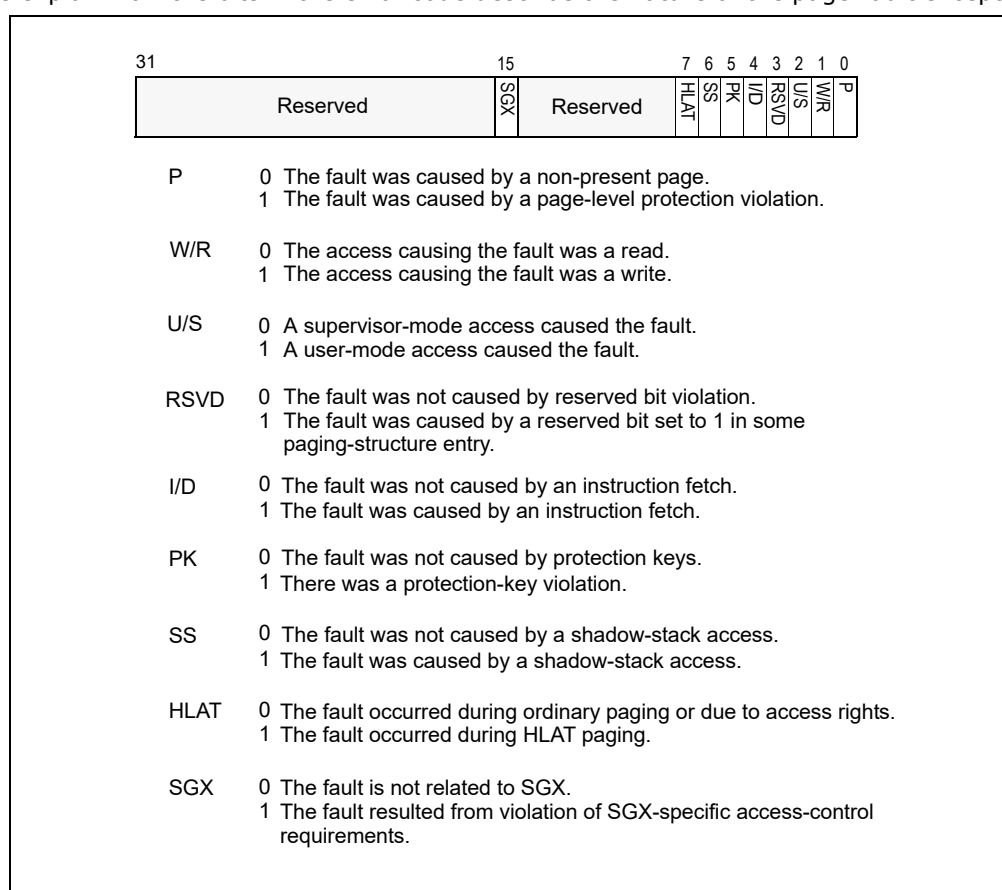 31 15 7 6 5 4 3 2 1 0
Reserved SGX Reserved HLAT SS PK I/D RSVD U/S W/R P
P 0 The fault was caused by a non-present page.
1 The fault was caused by a page-level protection violation.
W/R 0 The access causing the fault was a read.
1 The access causing the fault was a write.
U/S 0 A supervisor-mode access caused the fault.
1 A user-mode access caused the fault.
RSVD 0 The fault was not caused by reserved bit violation.
1 The fault was caused by a reserved bit set to 1 in some
paging-structure entry.
I/D 0 The fault was not caused by an instruction fetch.
1 The fault was caused by an instruction fetch.
PK 0 The fault was not caused by protection keys.
1 There was a protection-key violation.
SS 0 The fault was not caused by a shadow-stack access.
1 The fault was caused by a shadow-stack access.
HLAT 0 The fault occurred during ordinary paging or due to access rights.
1 The fault occurred during HLAT paging.
SGX 0 The fault is not related to SGX.
1 The fault resulted from violation of SGX-specific access-control
requirements.